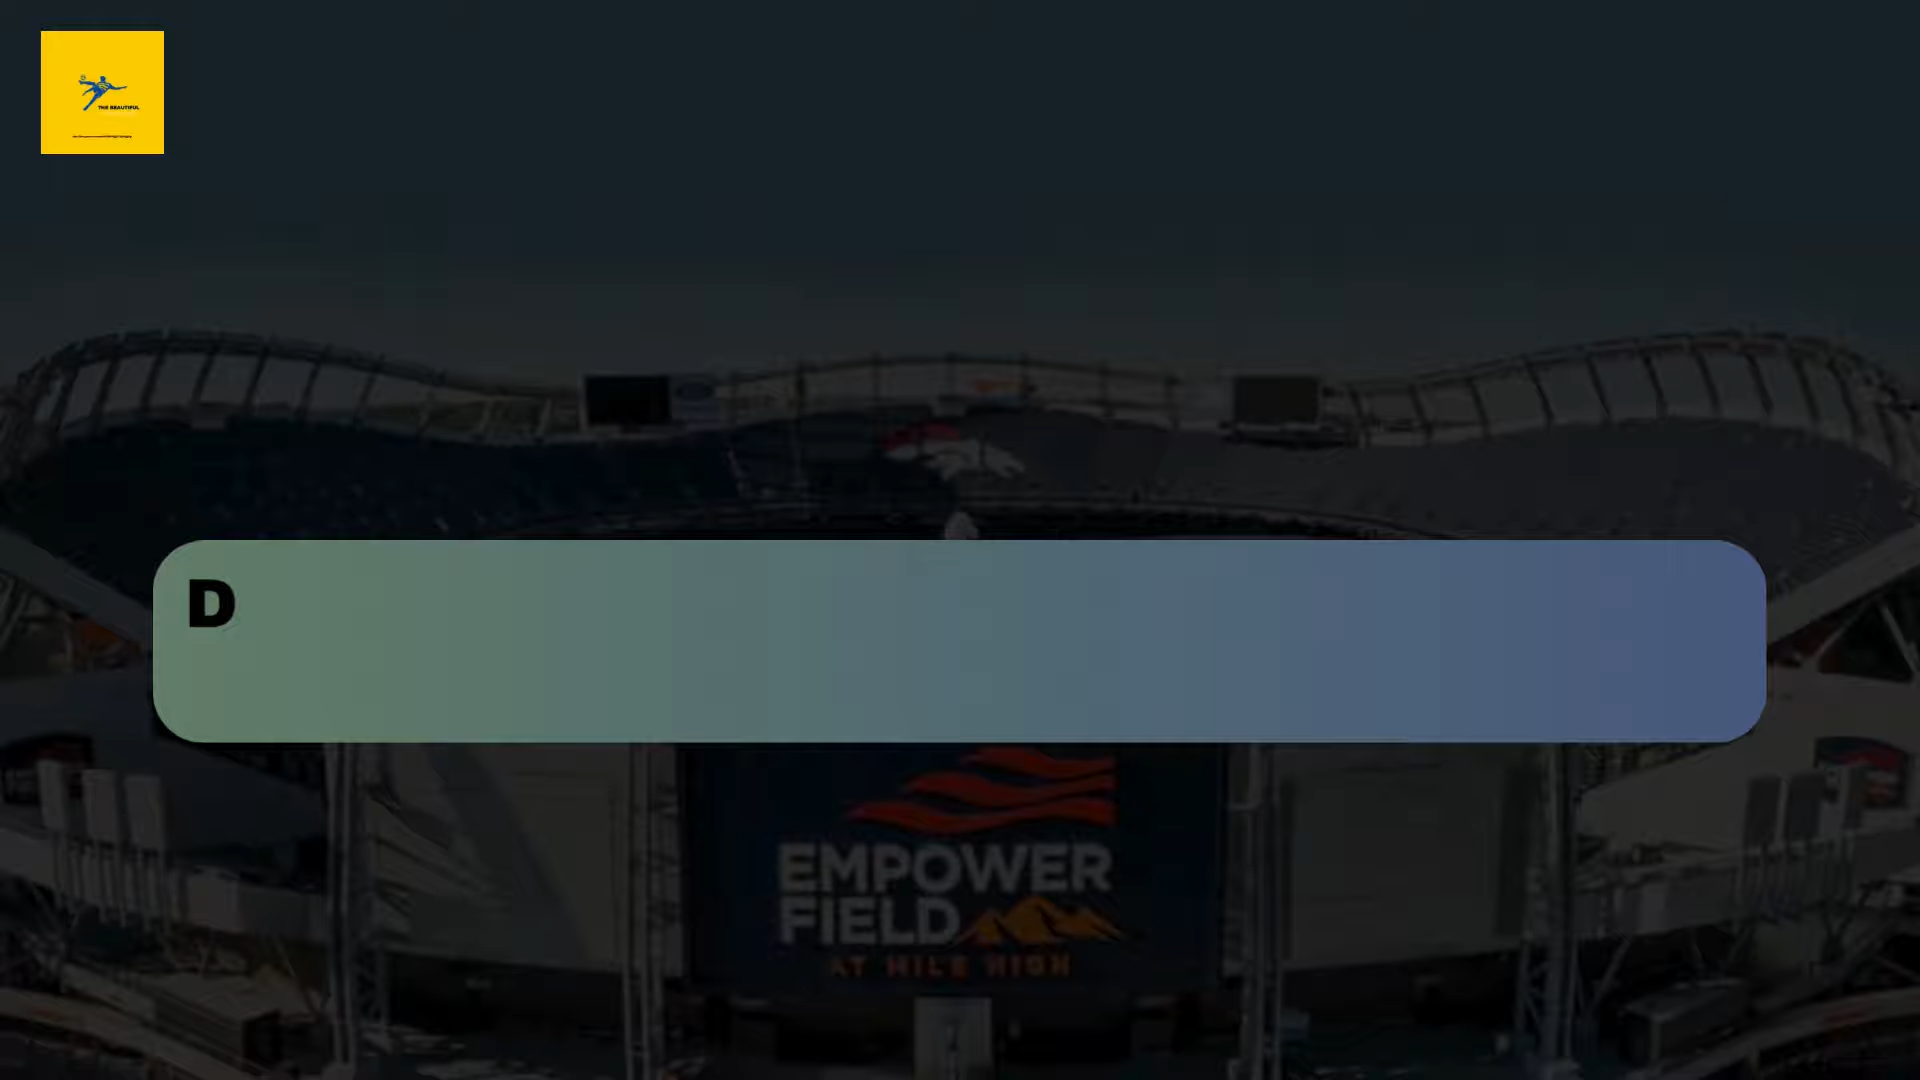 THE BEAUTIFUL
D
EMPOWER
FIELD
AT MILE HIGH